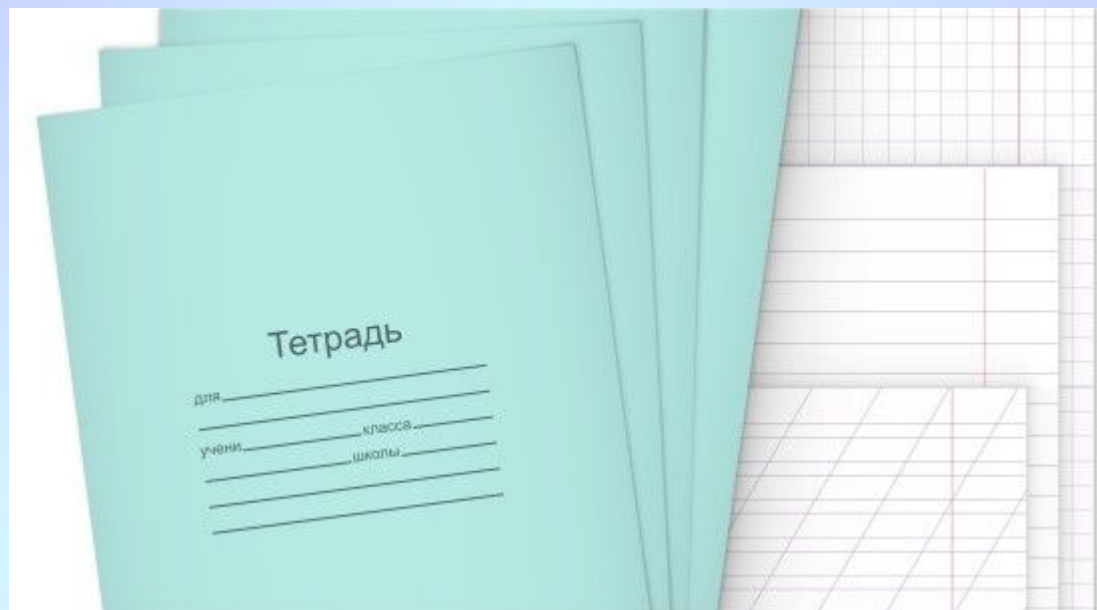 Тетрадь
для
учени класса
школы